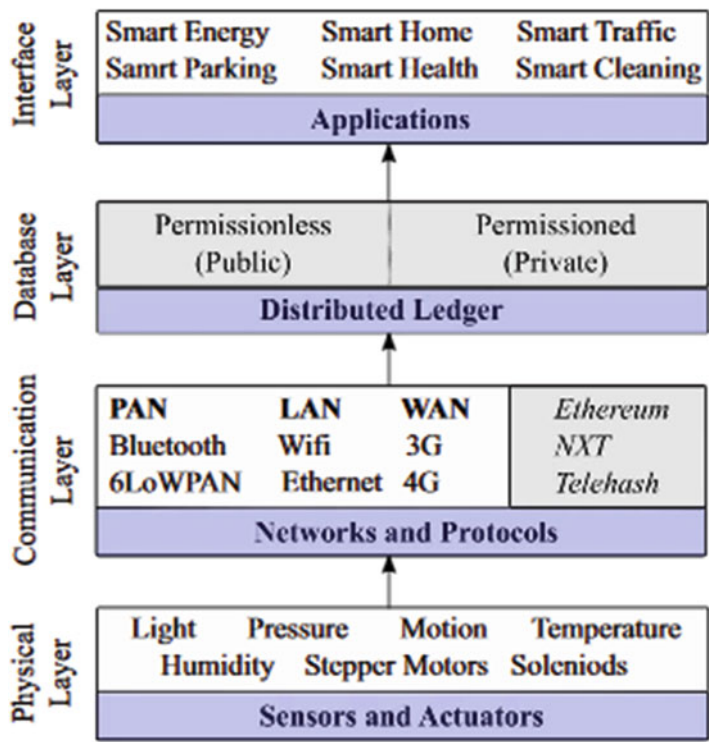 Interface Layer
Smart Energy Smart Home Smart Traffic
Samrt Parking Smart Health Smart Cleaning
Applications
Database Layer
Permissionless Permissioned
(Public) (Private)
Distributed Ledger
Communication Layer
PAN LAN WAN Ethereum
Bluetooth Wifi 3G NXT
6LoWPAN Ethernet 4G Telehash
Networks and Protocols
Physical Layer
Light Pressure Motion Temperature
Humidity Stepper Motors Soleniods
Sensors and Actuators